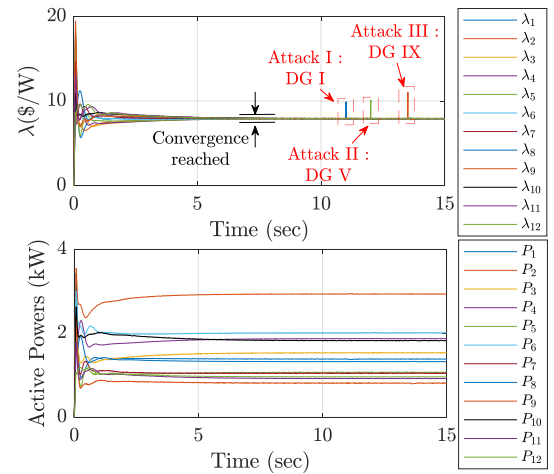 20
10
0
0
5
10
15
λ($/W)
Time (sec)
Attack I :
DG I
Attack III :
DG IX
Attack II :
DG V
Convergence
reached
λ1
λ2
λ3
λ4
λ5
λ6
λ7
λ8
λ9
λ10
λ11
λ12
4
2
0
0
5
10
15
Active Powers (kW)
Time (sec)
P1
P2
P3
P4
P5
P6
P7
P8
P9
P10
P11
P12